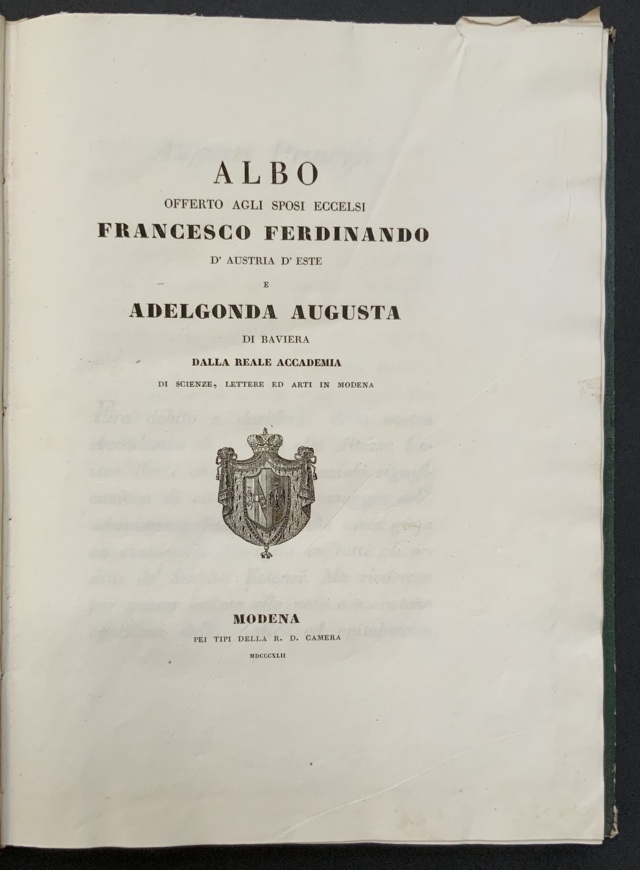 ALBO
OFFERTO AGLI SPOSI ECCELSI
FRANCESCO FERDINANDO
D' AUSTRIA D' ESTE
E
ADELGONDA AUGUSTA
DI BAVIERA
DALLA REALE ACCADEMIA
DI SCIENZE, LETTERE ED ARTI IN MODENA
MODENA
PEI TIPI DELLA R. D. CAMERA
MDCCCXLII